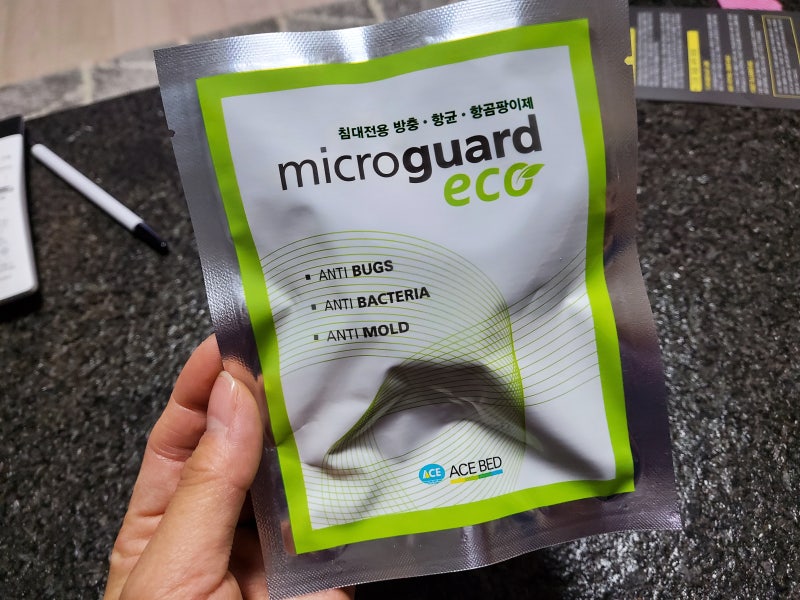 침대전용 방충 · 항균 · 항곰팡이제
microguard
eco
▪ ANTI BUGS
▪ ANTI BACTERIA
▪ ANTI MOLD
ACE ACE BED